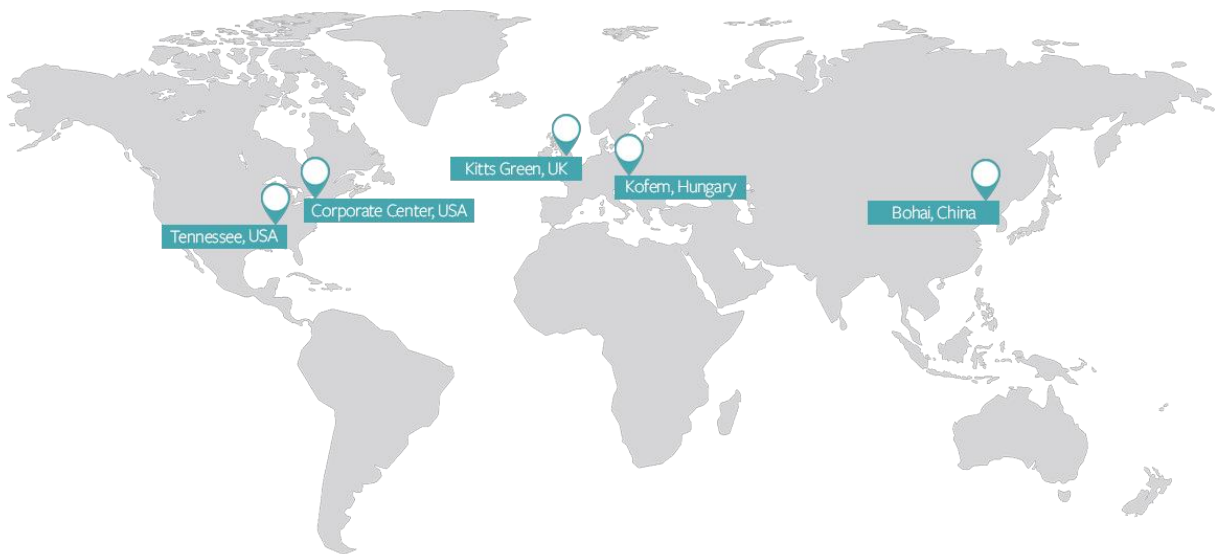 Kitts Green, UK
Kofem, Hungary
Corporate Center, USA
Bohai, China
Tennessee, USA